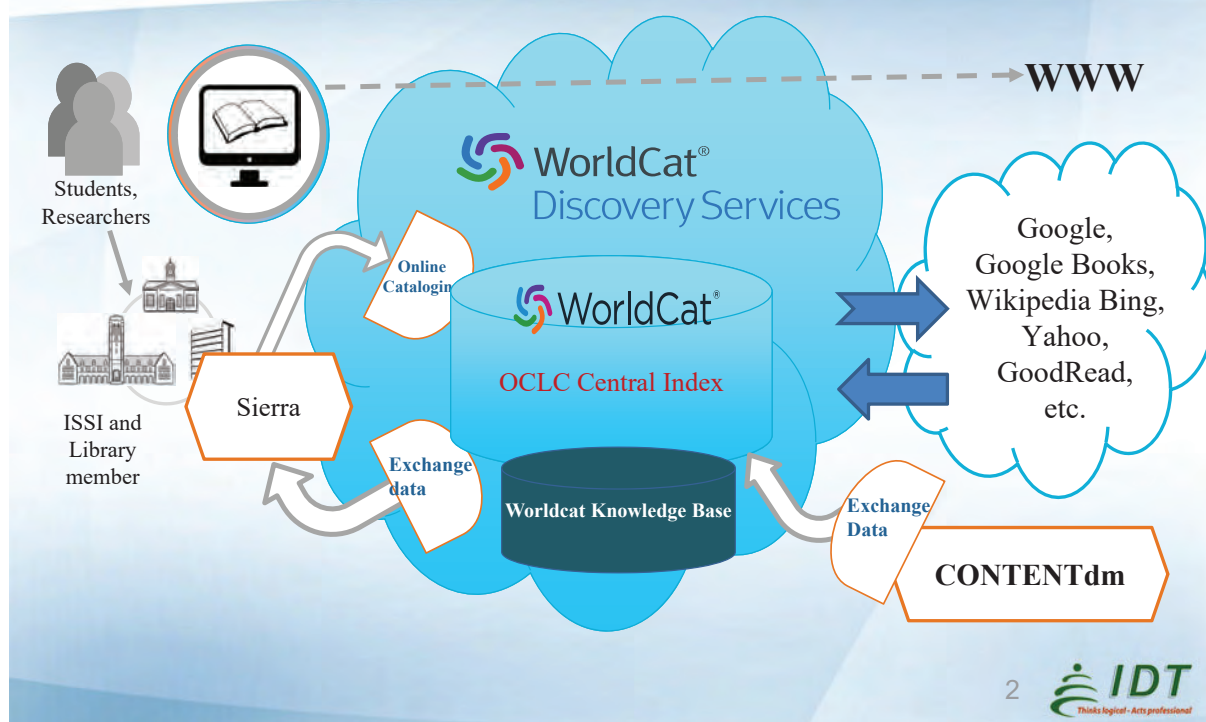 WWW
Students,
Researchers
WorldCat®
Discovery Services
Online
Catalogin
WorldCat®
OCLC Central Index
Google,
Google Books,
Wikipedia Bing,
Yahoo,
GoodRead,
etc.
Sierra
ISSI and
Library
member
Exchange
data
Worldcat Knowledge Base
Exchange
Data
CONTENTdm
2
IDT
Thinks logical - Acts professional